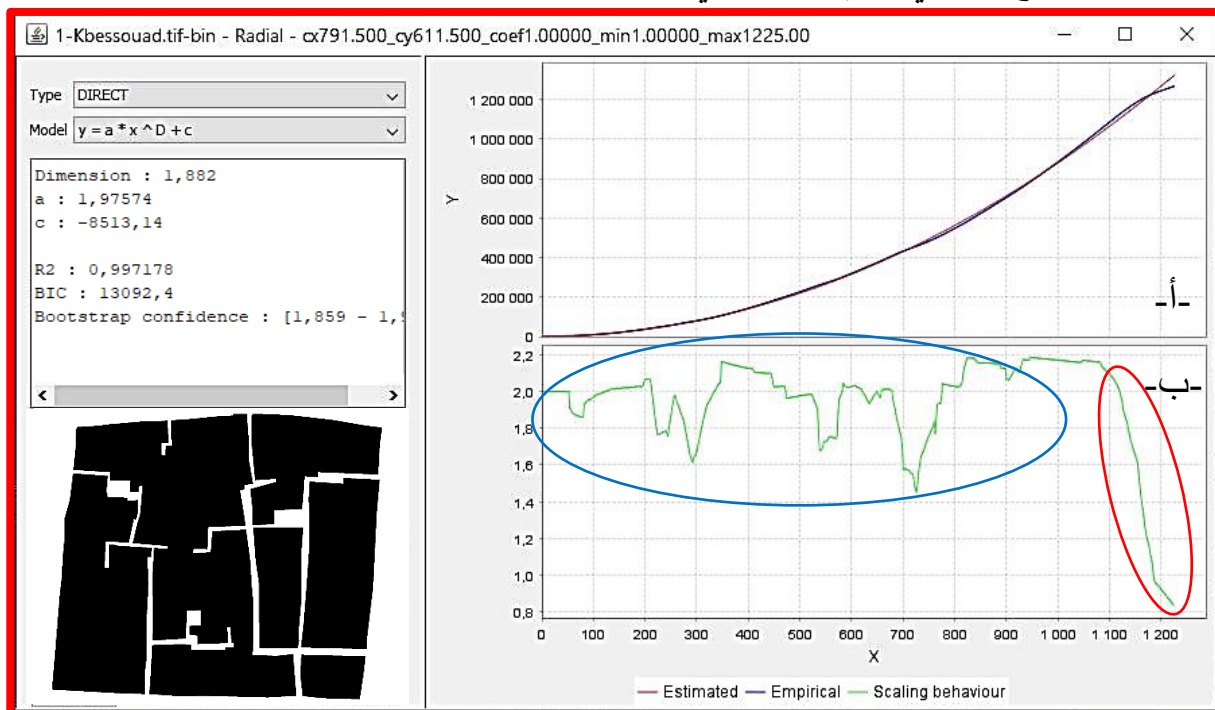 1-Kbessouad.tif-bin - Radial - cx791.500_cy611.500_coef1.00000_min1.00000_max1225.00
Type DIRECT
Model y = a * x ^ D + c
Dimension : 1,882
a : 1,97574
c : -8513,14
R2 : 0,997178
BIC : 13092,4
Bootstrap confidence : [1,859 - 1,9
Y
1 200 000
1 000 000
800 000
600 000
400 000
200 000
0
-أ-
2,2
2,0
1,8
1,6
1,4
1,2
1,0
0,8
-ب-
0 100 200 300 400 500 600 700 800 900 1 000 1 100 1 200
X
Estimated Empirical Scaling behaviour